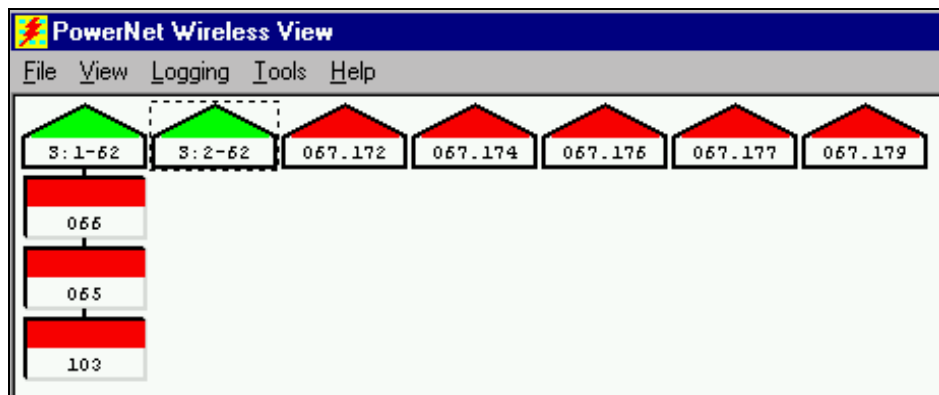 PowerNet Wireless View
File View Logging Tools Help
S:1-62 S:2-62 067.172 067.174 067.176 067.177 067.179
066
065
103